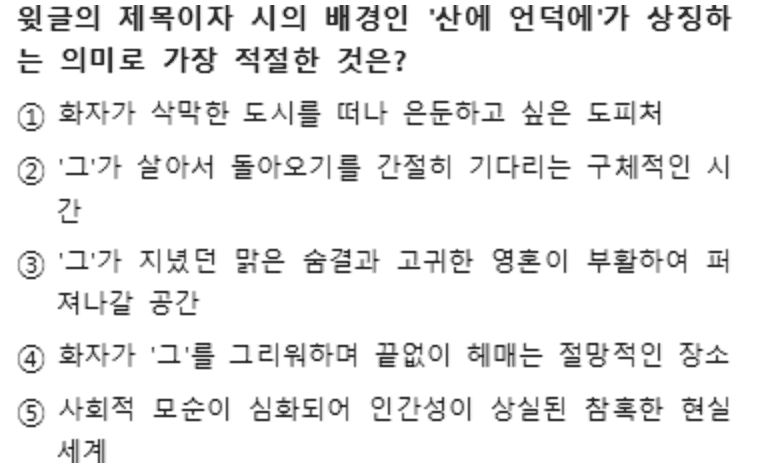 윗글의 제목이자 시의 배경인 '산에 언덕에'가 상징하
는 의미로 가장 적절한 것은?
① 화자가 삭막한 도시를 떠나 은둔하고 싶은 도피처
② '그'가 살아서 돌아오기를 간절히 기다리는 구체적인 시
간
③ '그'가 지녔던 맑은 숨결과 고귀한 영혼이 부활하여 퍼
져나갈 공간
④ 화자가 '그'를 그리워하며 끝없이 헤매는 절망적인 장소
⑤ 사회적 모순이 심화되어 인간성이 상실된 참혹한 현실
세계